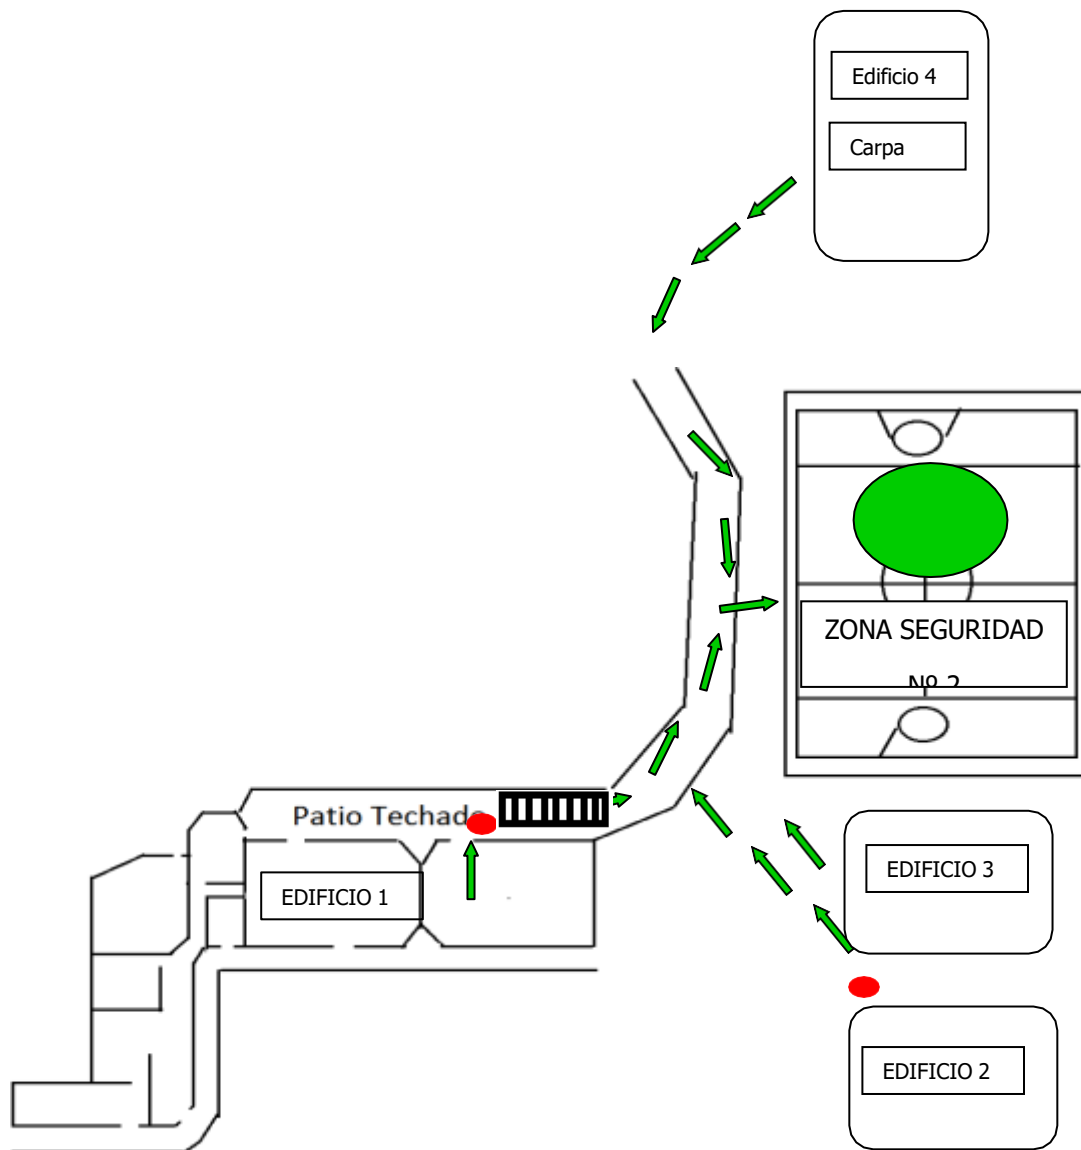 Edificio 4
Carpa
ZONA SEGURIDAD
Nº 2
Patio Techado
EDIFICIO 3
EDIFICIO 1
EDIFICIO 2